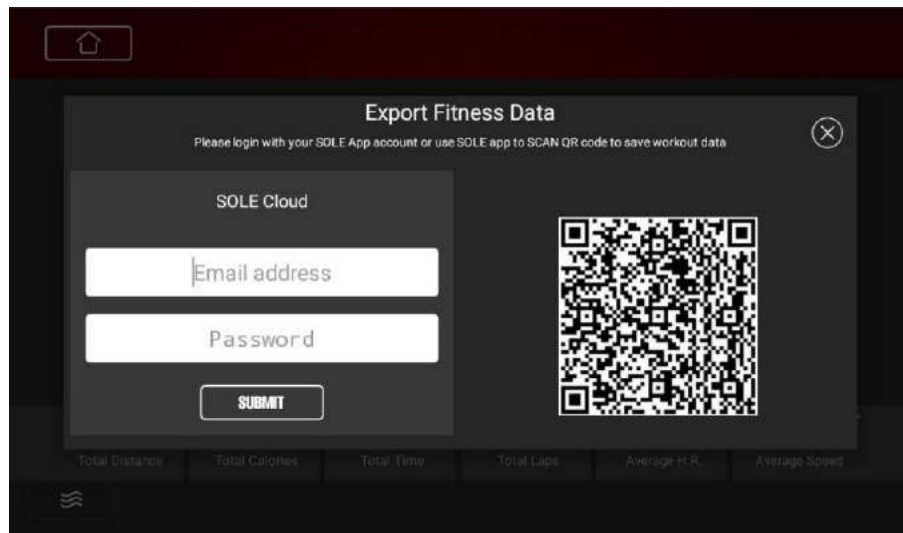 Export Fitness Data
Please login with your SOLE App account or use SOLE app to SCAN QR code to save workout data
SOLE Cloud
Email address
Password
SUBMIT
Total Distance
Total Calories
Total Time
Total Laps
Average H.R.
Average Speed